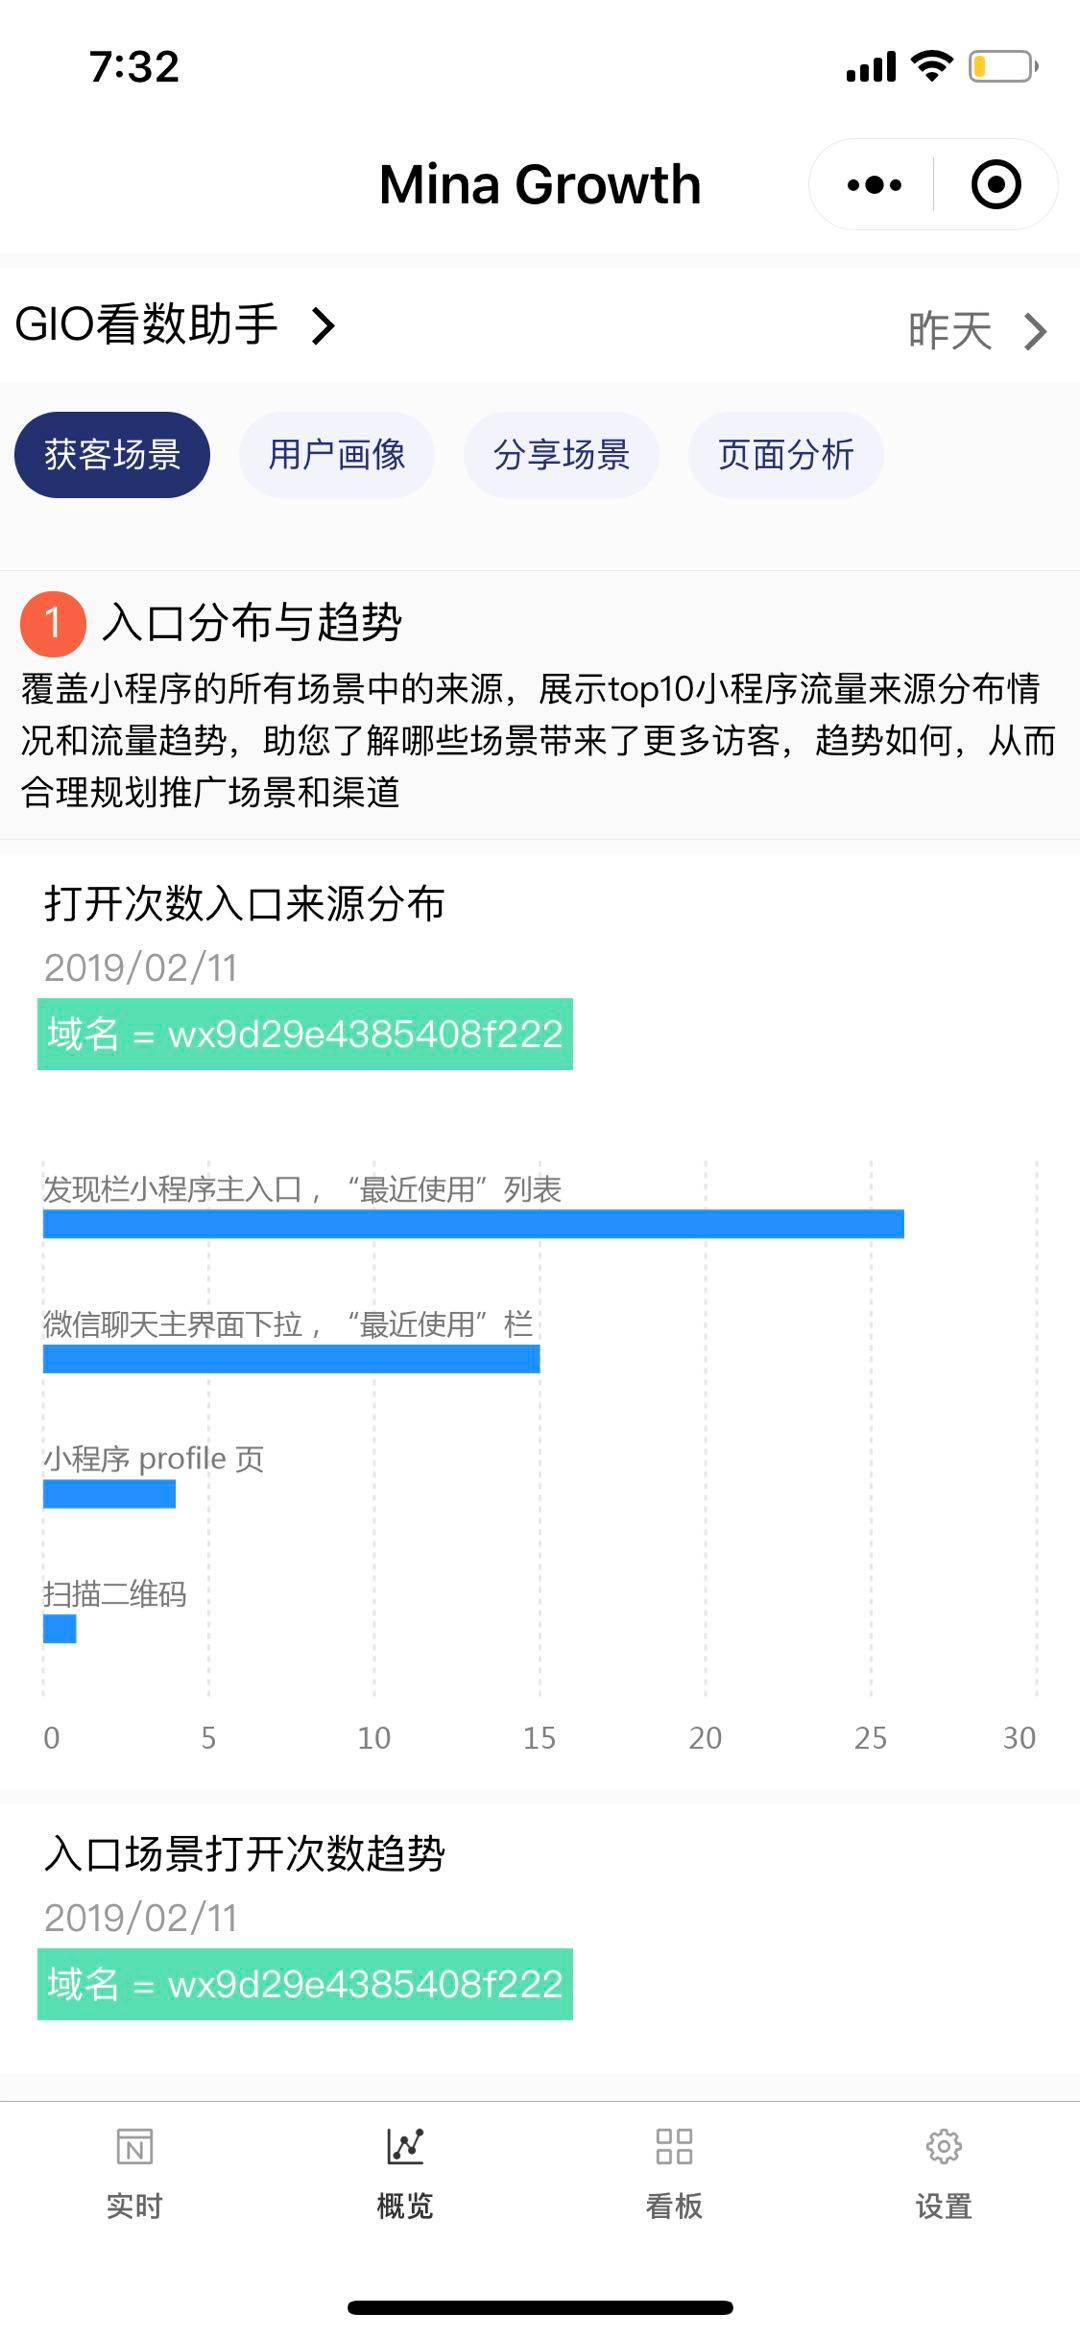 7:32
Mina Growth
GIO看数助手
昨天
获客场景 用户画像 分享场景 页面分析
1 入口分布与趋势
覆盖小程序的所有场景中的来源，展示top10小程序流量来源分布情
况和流量趋势，助您了解哪些场景带来了更多访客，趋势如何，从而
合理规划推广场景和渠道
打开次数入口来源分布
2019/02/11
域名 = wx9d29e4385408f222
发现栏小程序主入口，“最近使用”列表
微信聊天主界面下拉，“最近使用”栏
小程序 profile 页
扫描二维码
0 5 10 15 20 25 30
入口场景打开次数趋势
2019/02/11
域名 = wx9d29e4385408f222
N
实时 概览 看板 设置